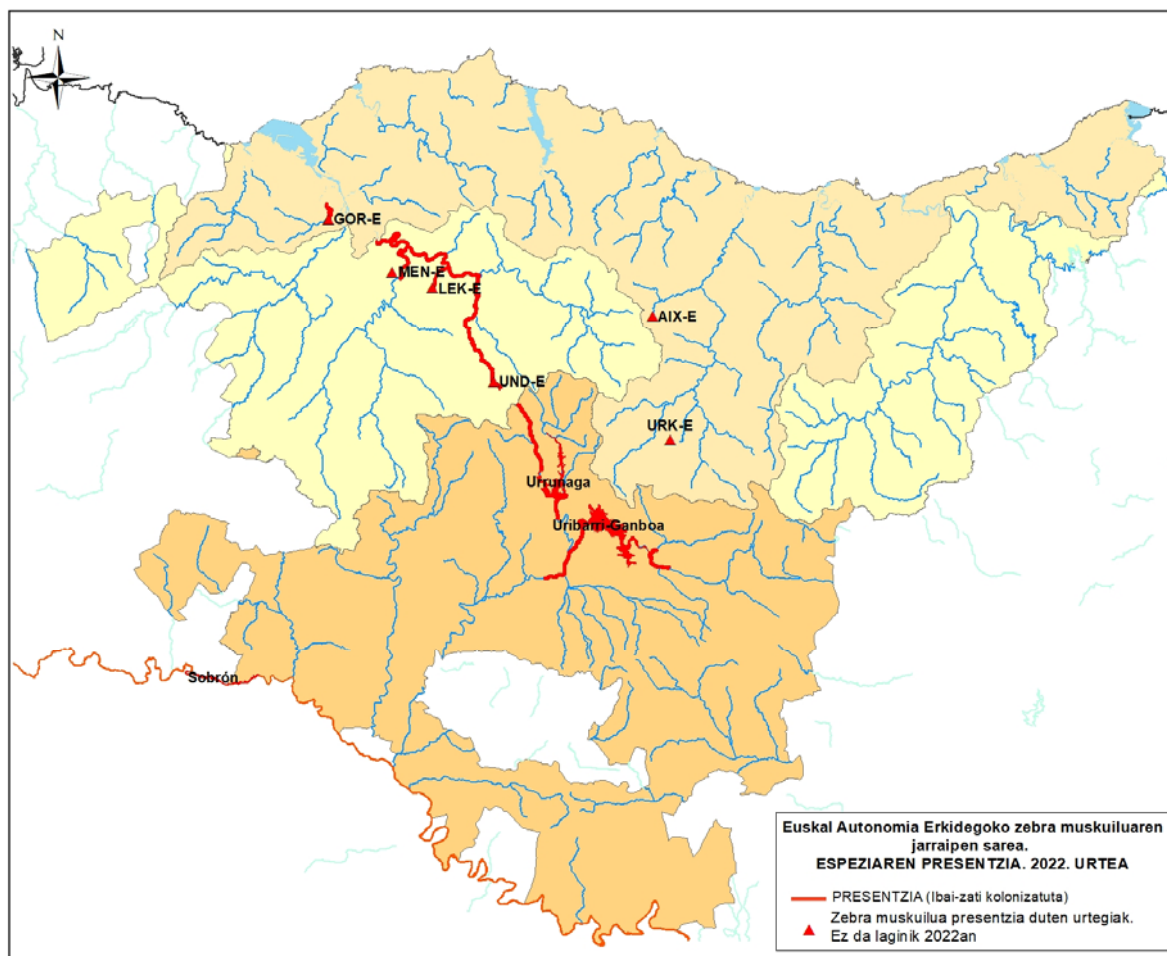 N
GOR-E
MEN-E
LEK-E
AIX-E
UND-E
URK-E
Urrunaga
Uribarri-Ganboa
Sobrón
Euskal Autonomia Erkidegoko zebra muskuiluaren
jarraipen sarea.
ESPEZIAREN PRESENTZIA. 2022. URTEA
PRESENTZIA (Ibai-zati kolonizatuta)
Zebra muskuilua presentzia duten urtegiak.
Ez da laginik 2022an